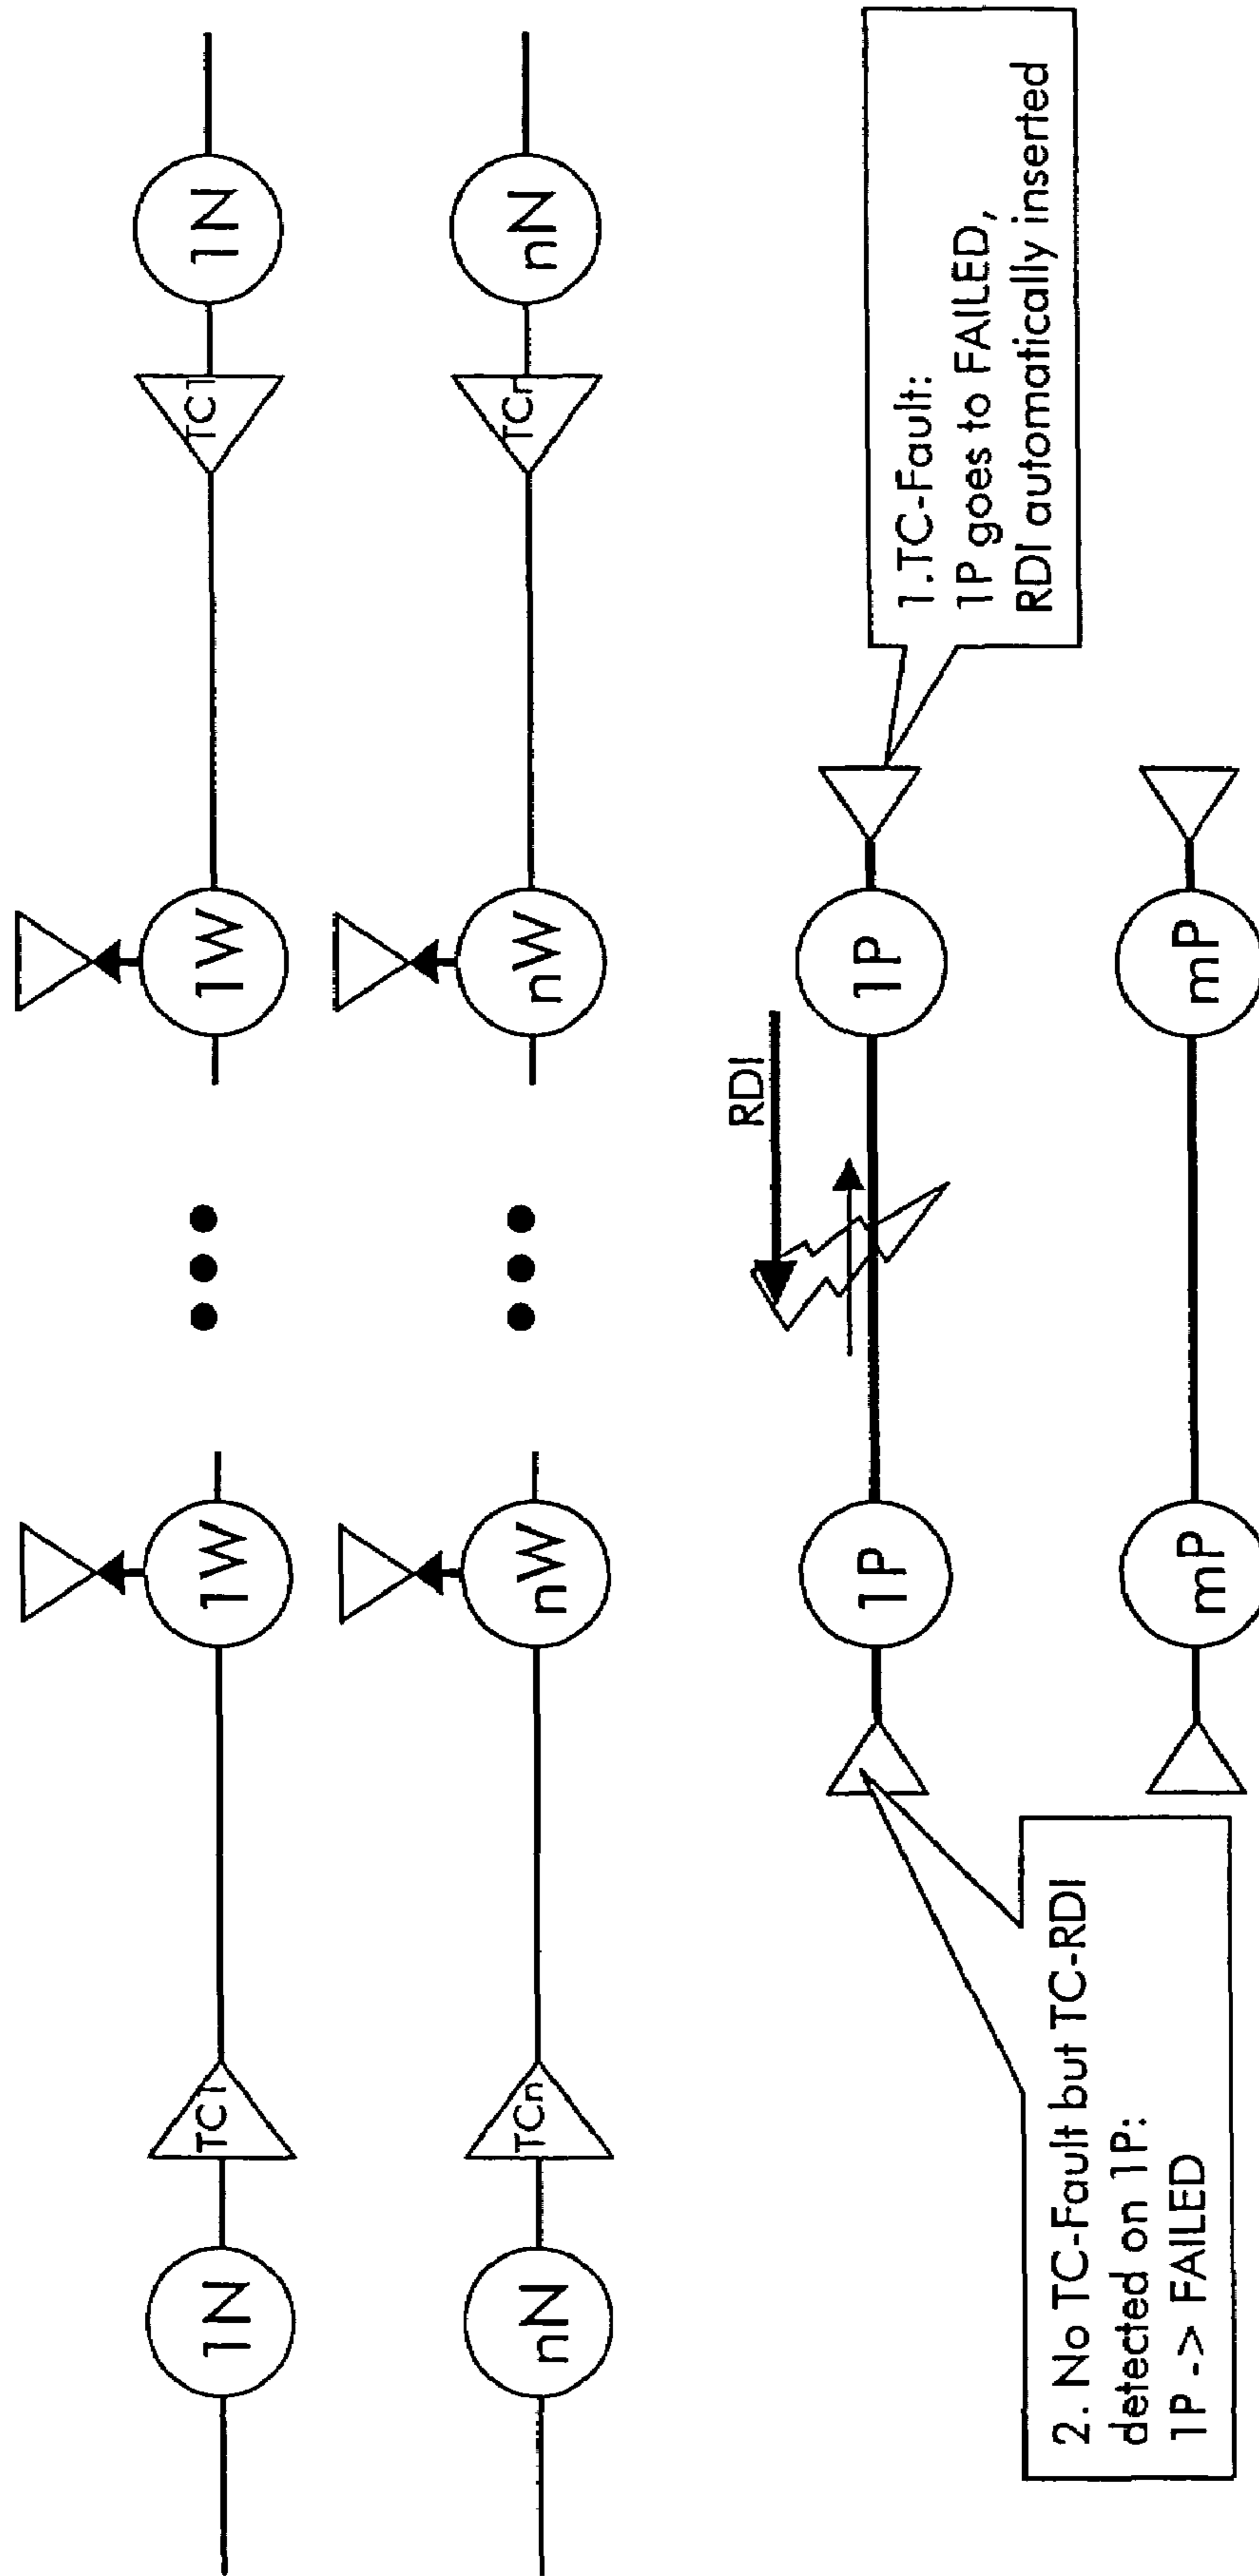 1N
TC1
1W
1W
TC1
1N
nN
TCn
nW
nW
TCn
nN
RDI
1P
1P
1.TC-Fault:
1P goes to FAILED,
RDI automatically inserted
2. No TC-Fault but TC-RDI
detected on 1P:
1P -> FAILED
mP
mP